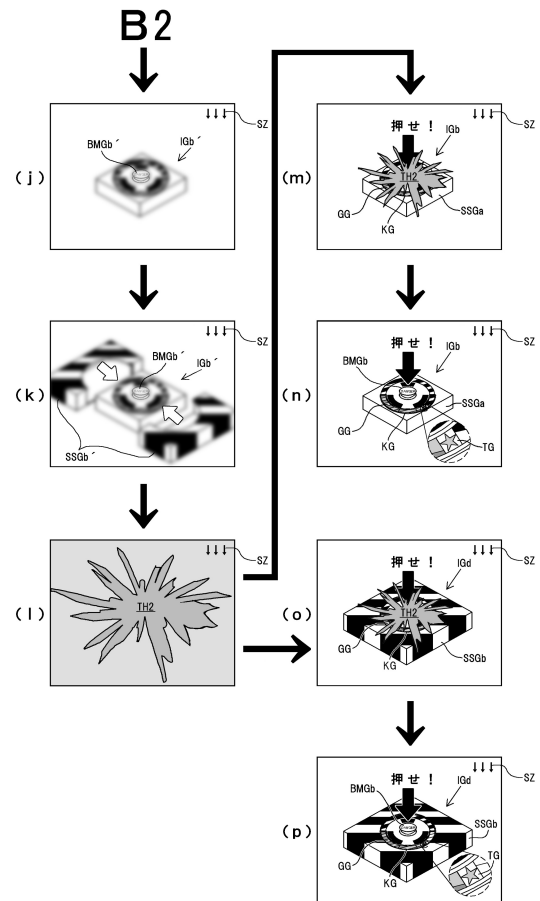 B2
(j)
BMGb´
IGb´
SZ
(k)
BMGb´
IGb´
SZ
SSGb´
(l)
TH2
SZ
(m)
押せ！
IGb
SZ
TH2
GG
KG
SSGa
(n)
押せ！
BMGb
IGb
SZ
SSGa
GG
KG
TG
(o)
押せ！
IGd
SZ
TH2
GG
KG
SSGb
(p)
押せ！
BMGb
IGd
SZ
SSGb
GG
KG
TG